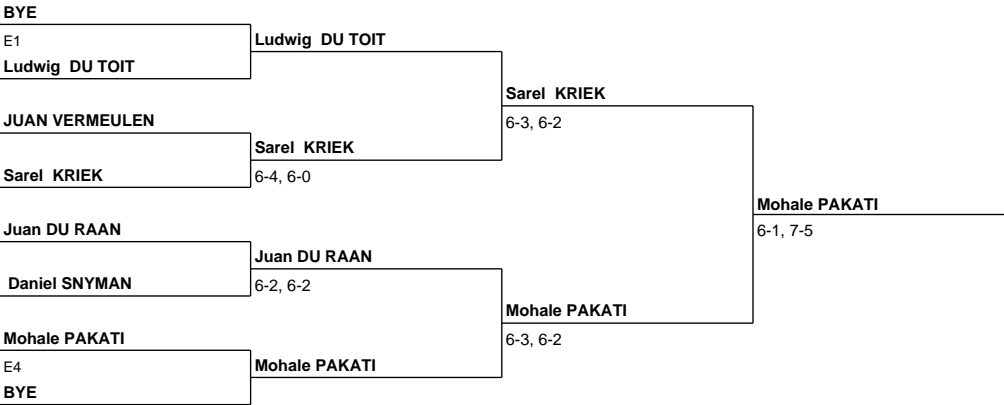 BYE
E1
Ludwig DU TOIT
Ludwig DU TOIT
JUAN VERMEULEN
Sarel KRIEK
Sarel KRIEK
6-4, 6-0
Sarel KRIEK
6-3, 6-2
Juan DU RAAN
Daniel SNYMAN
Juan DU RAAN
6-2, 6-2
Mohale PAKATI
E4
BYE
Mohale PAKATI
Mohale PAKATI
6-3, 6-2
Mohale PAKATI
6-1, 7-5